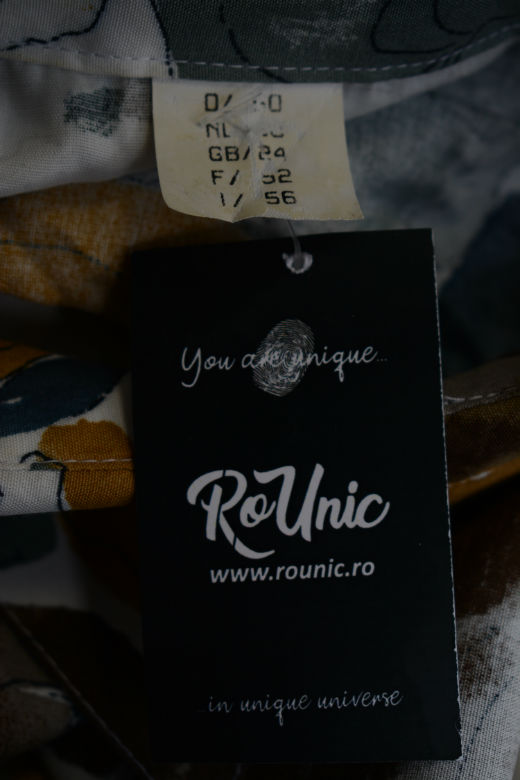 GB/24
F/ 52
I/ 56
You are unique...
RoUnic
www.rounic.ro
...in unique universe